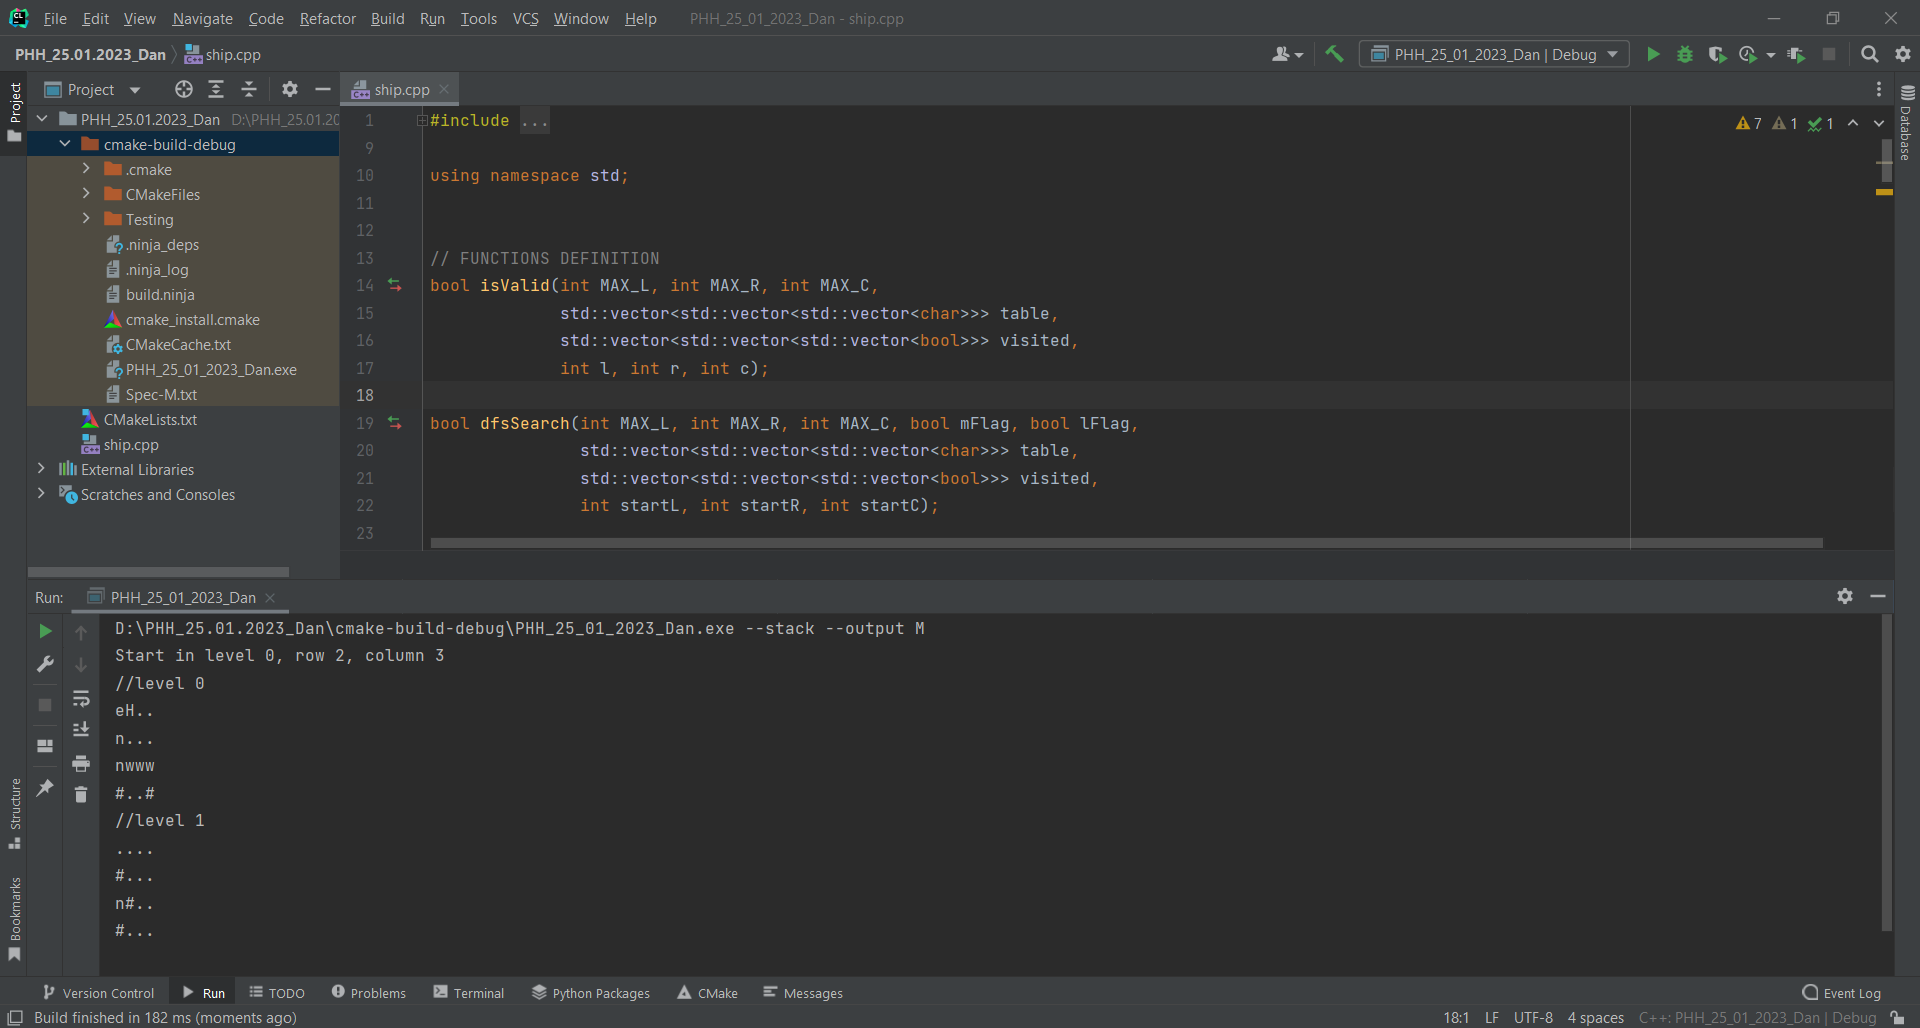 File Edit View Navigate Code Refactor Build Run Tools VCS Window Help PHH_25_01_2023_Dan - ship.cpp
PHH_25.01.2023_Dan ship.cpp PHH_25_01_2023_Dan | Debug
Project ship.cpp
Project
Database
PHH_25.01.2023_Dan D:\PHH_25.01.20
cmake-build-debug
.cmake
CMakeFiles
Testing
.ninja_deps
.ninja_log
build.ninja
cmake_install.cmake
CMakeCache.txt
PHH_25_01_2023_Dan.exe
Spec-M.txt
CMakeLists.txt
ship.cpp
External Libraries
Scratches and Consoles
7 1 1
1 #include ...
9
10 using namespace std;
11
12
13 // FUNCTIONS DEFINITION
14 bool isValid(int MAX_L, int MAX_R, int MAX_C,
15 std::vector<std::vector<std::vector<char>>> table,
16 std::vector<std::vector<std::vector<bool>>> visited,
17 int l, int r, int c);
18
19 bool dfsSearch(int MAX_L, int MAX_R, int MAX_C, bool mFlag, bool lFlag,
20 std::vector<std::vector<std::vector<char>>> table,
21 std::vector<std::vector<std::vector<bool>>> visited,
22 int startL, int startR, int startC);
23
Run: PHH_25_01_2023_Dan
D:\PHH_25.01.2023_Dan\cmake-build-debug\PHH_25_01_2023_Dan.exe --stack --output M
Start in level 0, row 2, column 3
//level 0
eH..
n...
nwww
#..#
//level 1
....
#...
n#..
#...
Structure
Bookmarks
Version Control Run TODO Problems Terminal Python Packages CMake Messages Event Log
Build finished in 182 ms (moments ago) 18:1 LF UTF-8 4 spaces C++: PHH_25_01_2023_Dan | Debug